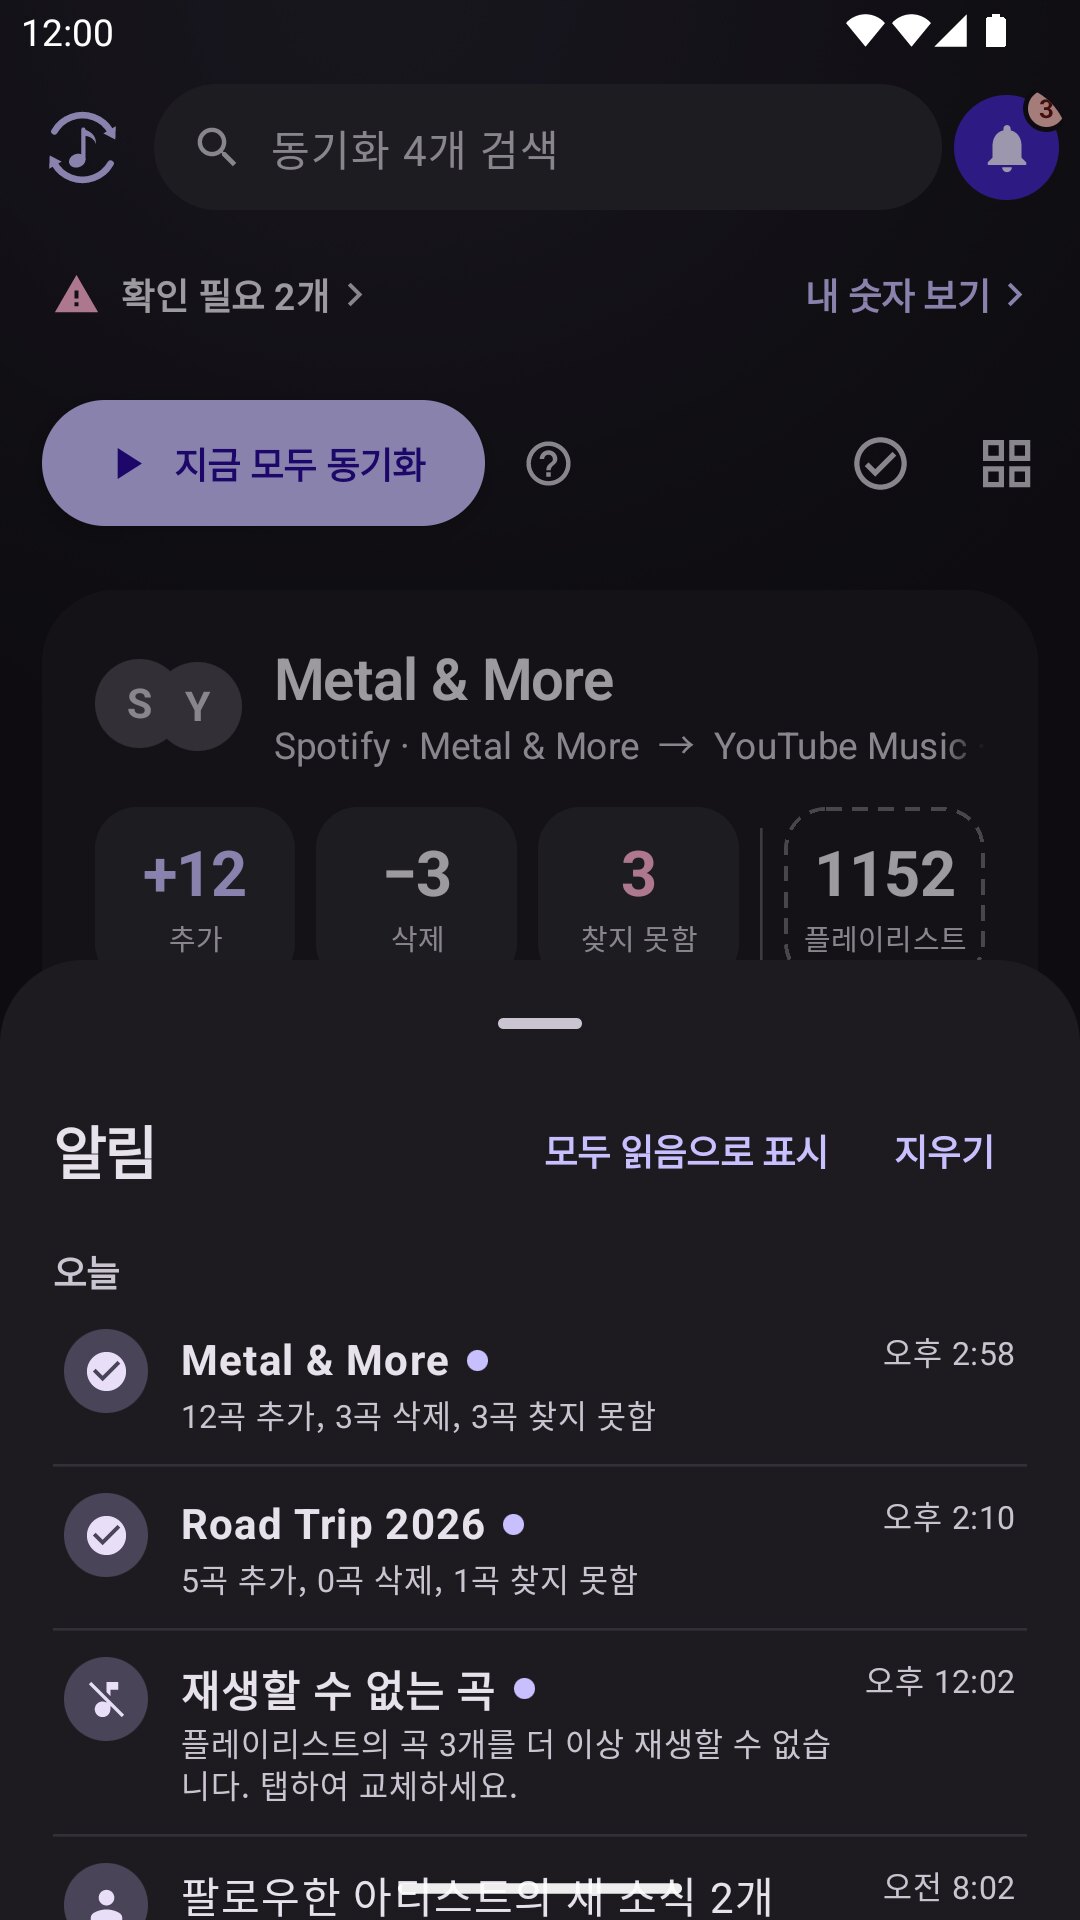 12:00
동기화 4개 검색
3
확인 필요 2개
내 숫자 보기
지금 모두 동기화
S Y
Metal & More
Spotify · Metal & More → YouTube Music
+12
추가
−3
삭제
3
찾지 못함
1152
플레이리스트
알림
모두 읽음으로 표시
지우기
오늘
Metal & More
오후 2:58
12곡 추가, 3곡 삭제, 3곡 찾지 못함
Road Trip 2026
오후 2:10
5곡 추가, 0곡 삭제, 1곡 찾지 못함
재생할 수 없는 곡
오후 12:02
플레이리스트의 곡 3개를 더 이상 재생할 수 없습
니다. 탭하여 교체하세요.
팔로우한 아티스트의 새 소식 2개
오전 8:02